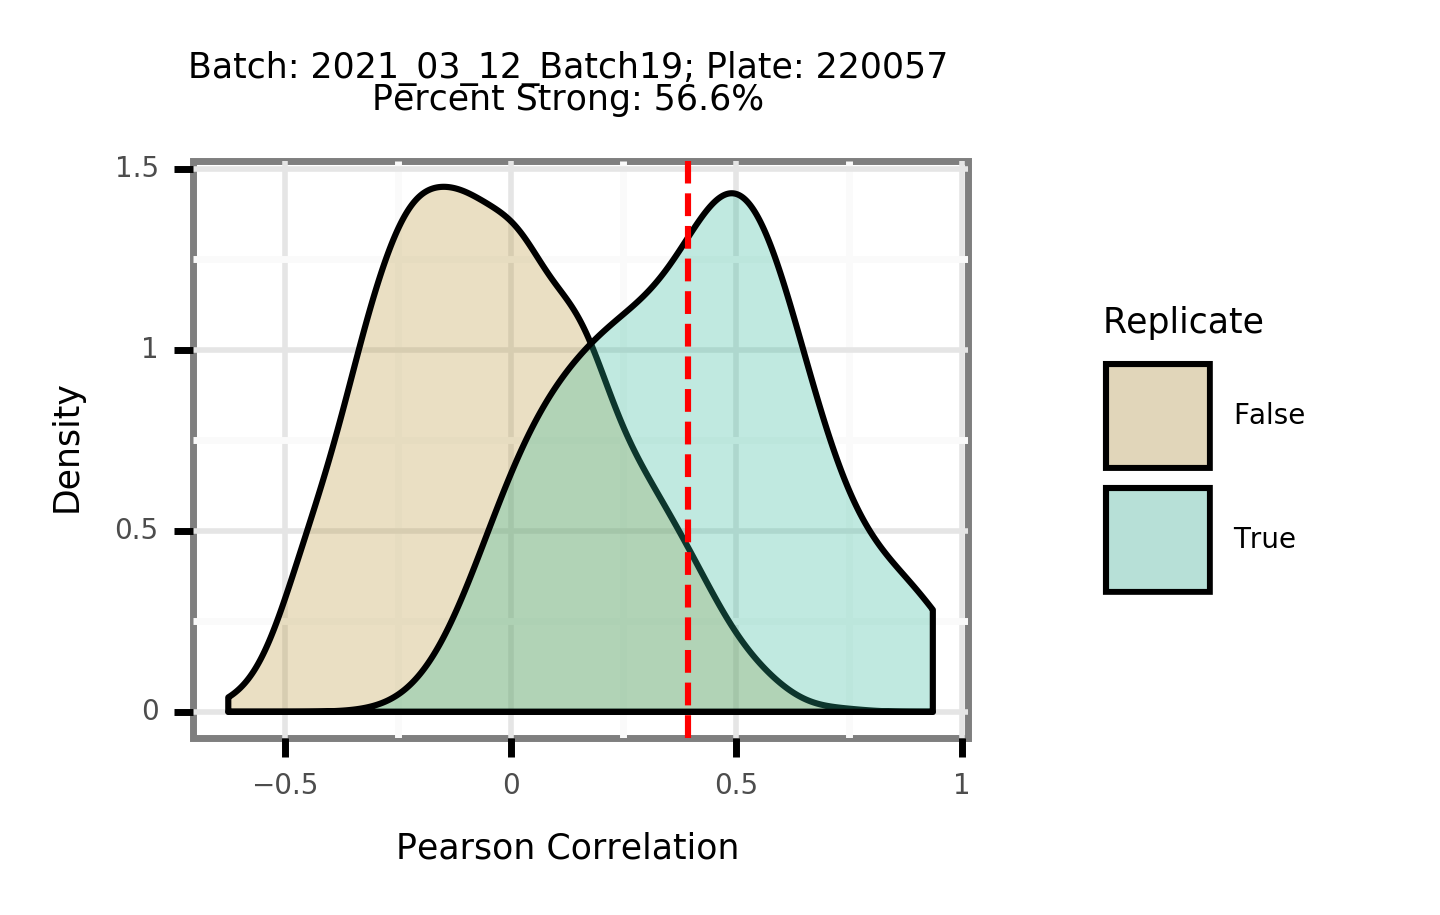 Batch: 2021_03_12_Batch19; Plate: 220057
Percent Strong: 56.6%
1.5
1
0.5
0
Density
−0.5 0 0.5 1
Pearson Correlation
Replicate
False
True